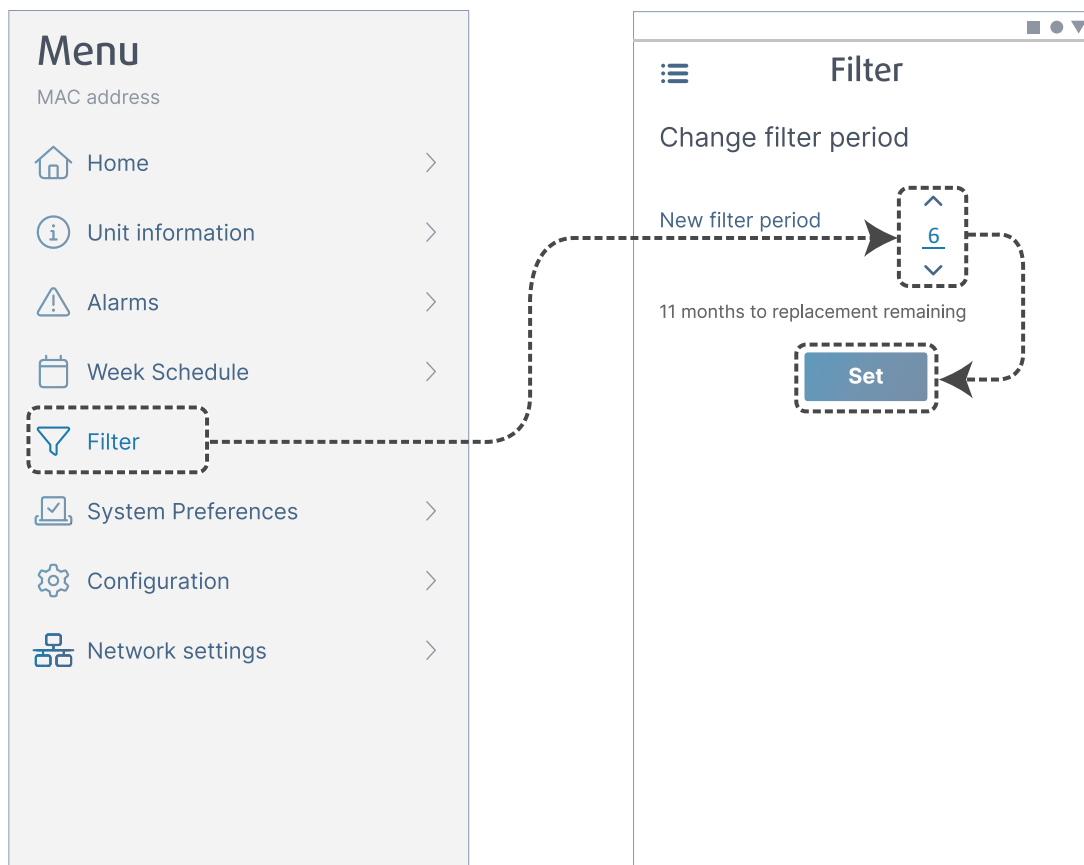 Menu
MAC address
Home
Unit information
Alarms
Week Schedule
Filter
System Preferences
Configuration
Network settings
Filter
Change filter period
New filter period
6
11 months to replacement remaining
Set